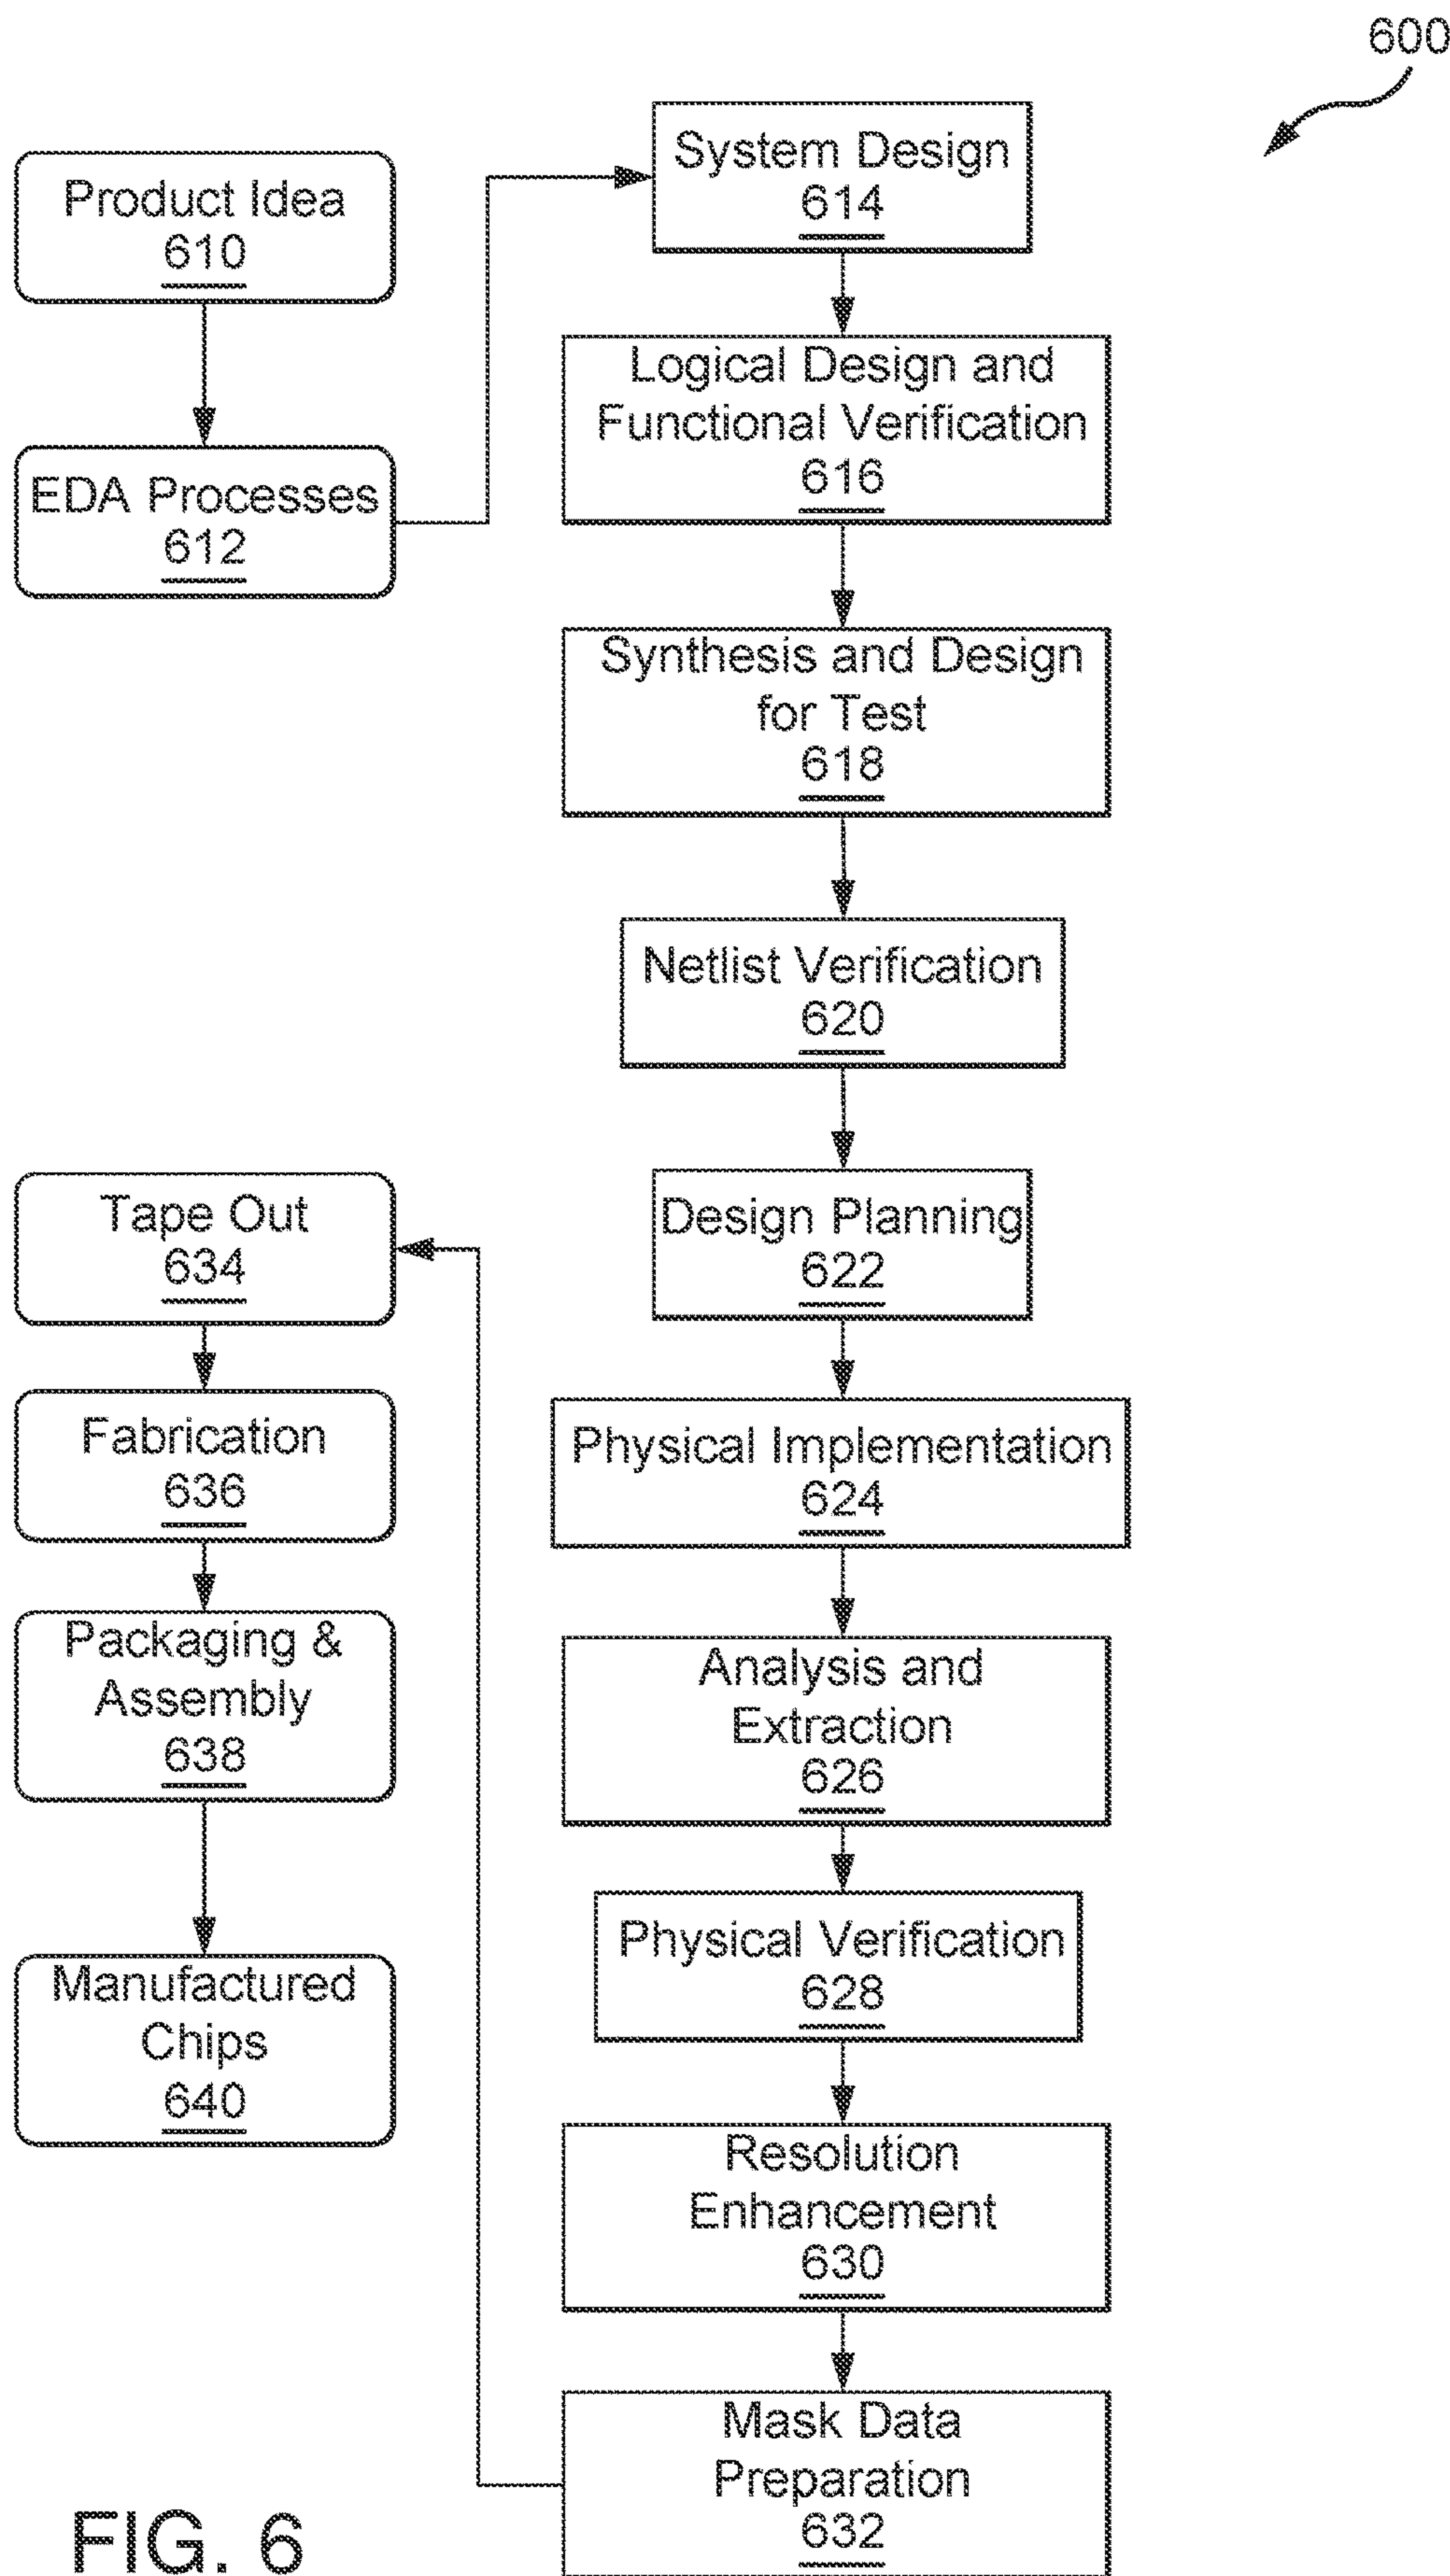 600
Product Idea
610
EDA Processes
612
System Design
614
Logical Design and
Functional Verification
616
Synthesis and Design
for Test
618
Netlist Verification
620
Design Planning
622
Physical Implementation
624
Analysis and
Extraction
626
Physical Verification
628
Resolution
Enhancement
630
Mask Data
Preparation
632
Tape Out
634
Fabrication
636
Packaging &
Assembly
638
Manufactured
Chips
640
FIG. 6